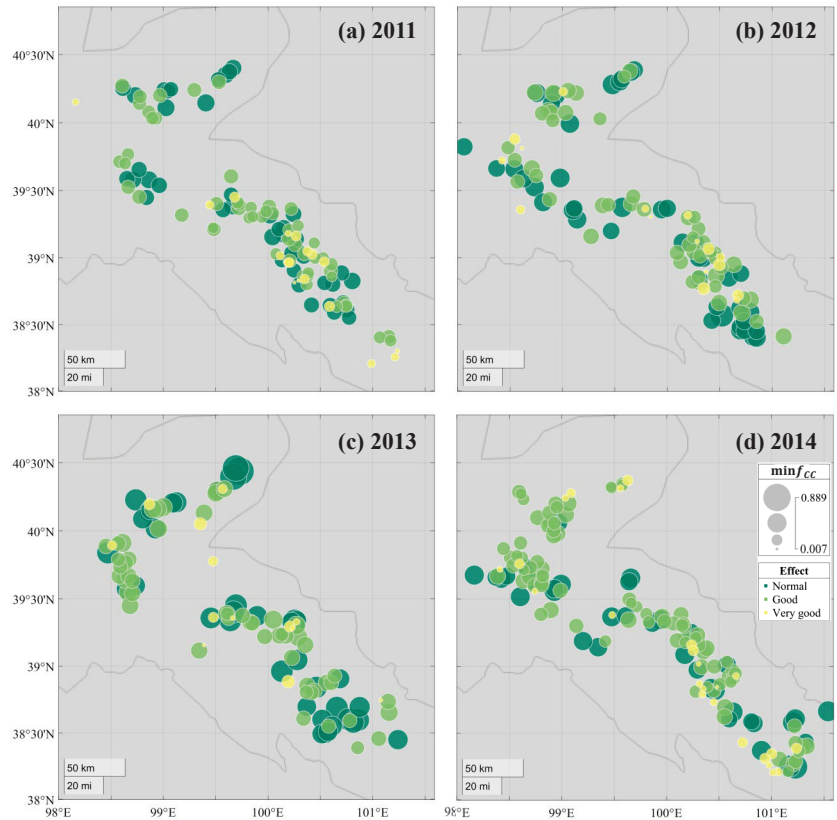 (a) 2011
(b) 2012
40°30'N
40°N
39°30'N
39°N
38°30'N
38°N
50 km
20 mi
50 km
20 mi
(c) 2013
(d) 2014
40°30'N
40°N
39°30'N
39°N
38°30'N
38°N
min f_CC
0.889
0.007
Effect
Normal
Good
Very good
50 km
20 mi
50 km
20 mi
98°E 99°E 100°E 101°E 98°E 99°E 100°E 101°E